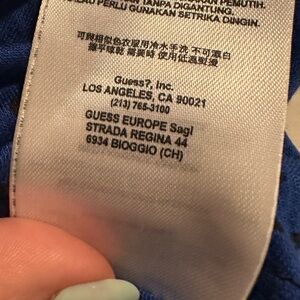 PEMUTIH.
TANPA DIGANTUNG.
PERLU GUNAKAN SETRIKA DINGIN.
可與相似色衣服用冷水手洗 不可漂白
攤平晾乾 需要時 使用低溫熨燙
Guess?, Inc.
LOS ANGELES, CA 90021
(213) 765-3100
GUESS EUROPE Sagl
STRADA REGINA 44
6934 BIOGGIO (CH)